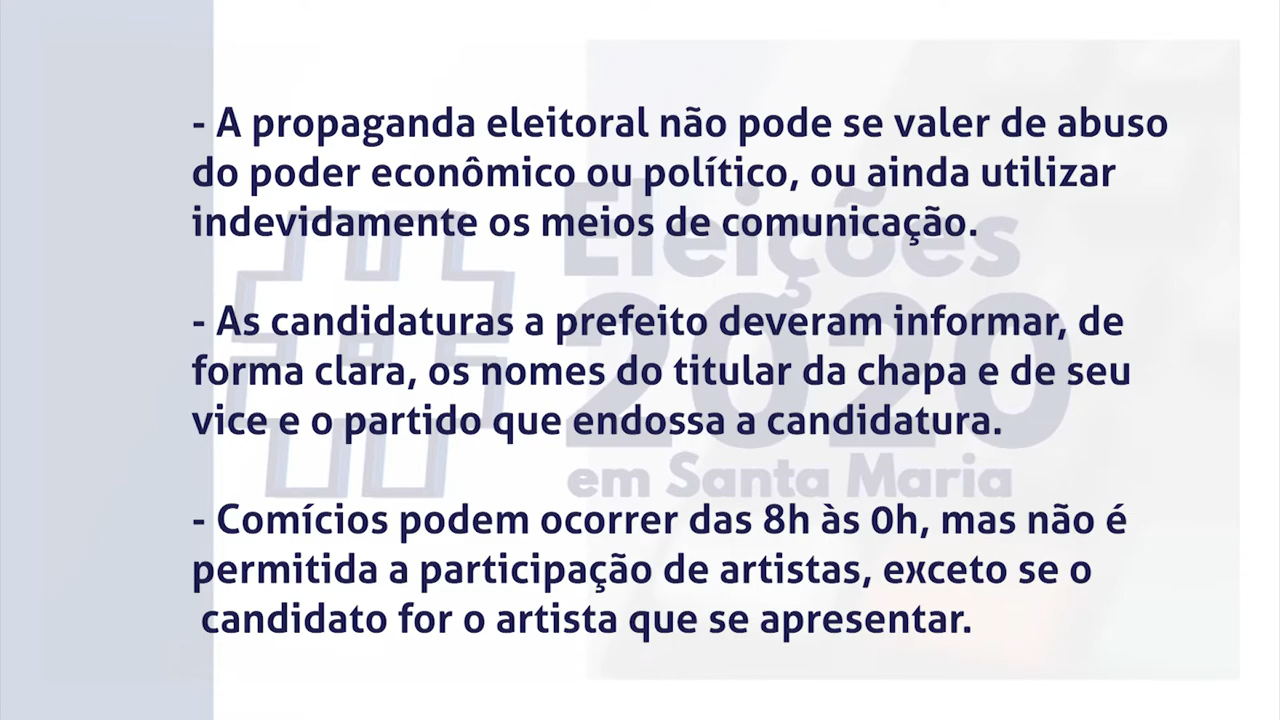 - A propaganda eleitoral não pode se valer de abuso
do poder econômico ou político, ou ainda utilizar
indevidamente os meios de comunicação.
- As candidaturas a prefeito deveram informar, de
forma clara, os nomes do titular da chapa e de seu
vice e o partido que endossa a candidatura.
- Comícios podem ocorrer das 8h às 0h, mas não é
permitida a participação de artistas, exceto se o
candidato for o artista que se apresentar.
Eleições
2020
em Santa Maria